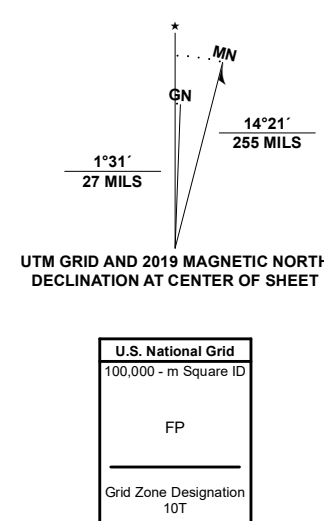 ★
MN
GN
14°21´
255 MILS
1°31´
27 MILS
UTM GRID AND 2019 MAGNETIC NORTH
DECLINATION AT CENTER OF SHEET
U.S. National Grid
100,000 - m Square ID
FP
Grid Zone Designation
10T